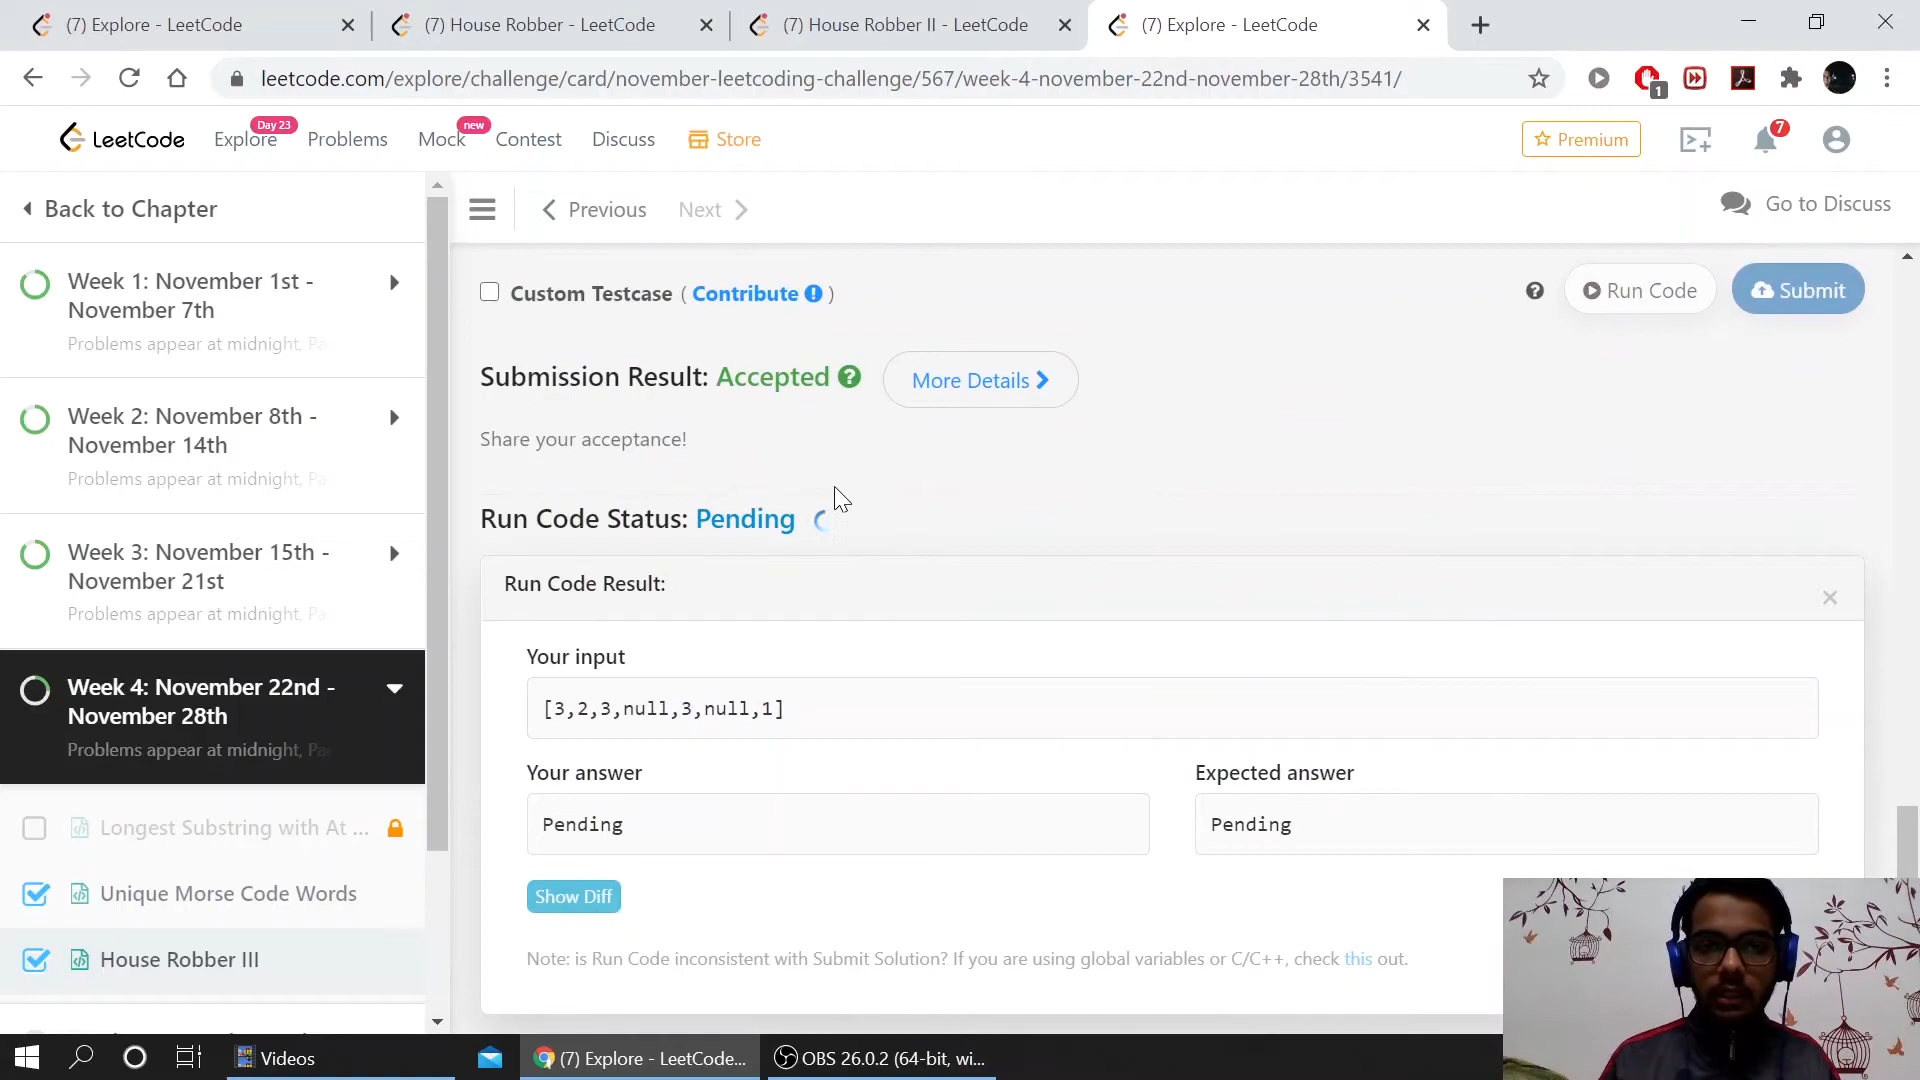 (7) Explore - LeetCode
(7) House Robber - LeetCode
(7) House Robber II - LeetCode
(7) Explore - LeetCode
leetcode.com/explore/challenge/card/november-leetcoding-challenge/567/week-4-november-22nd-november-28th/3541/
1
LeetCode
Explore
Day 23
Problems
Mock
new
Contest
Discuss
Store
Premium
7
Back to Chapter
Previous
Next
Go to Discuss
Week 1: November 1st -
November 7th
Problems appear at midnight,
Week 2: November 8th -
November 14th
Problems appear at midnight,
Week 3: November 15th -
November 21st
Problems appear at midnight,
Week 4: November 22nd -
November 28th
Problems appear at midnight,
Longest Substring with At ...
Unique Morse Code Words
House Robber III
Custom Testcase ( Contribute )
Run Code
Submit
Submission Result: Accepted
More Details
Share your acceptance!
Run Code Status: Pending
Run Code Result:
Your input
[3,2,3,null,3,null,1]
Your answer
Expected answer
Pending
Pending
Show Diff
Note: is Run Code inconsistent with Submit Solution? If you are using global variables or C/C++, check this out.
Videos
(7) Explore - LeetCode...
OBS 26.0.2 (64-bit, wi...